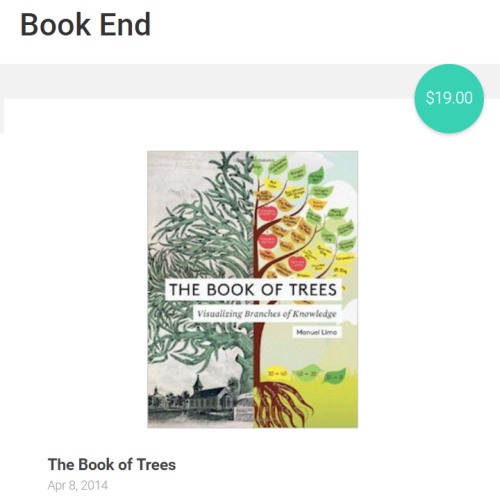 Book End
$19.00
THE BOOK OF TREES
Visualizing Branches of Knowledge
Manuel Lima
The Book of Trees
Apr 8, 2014